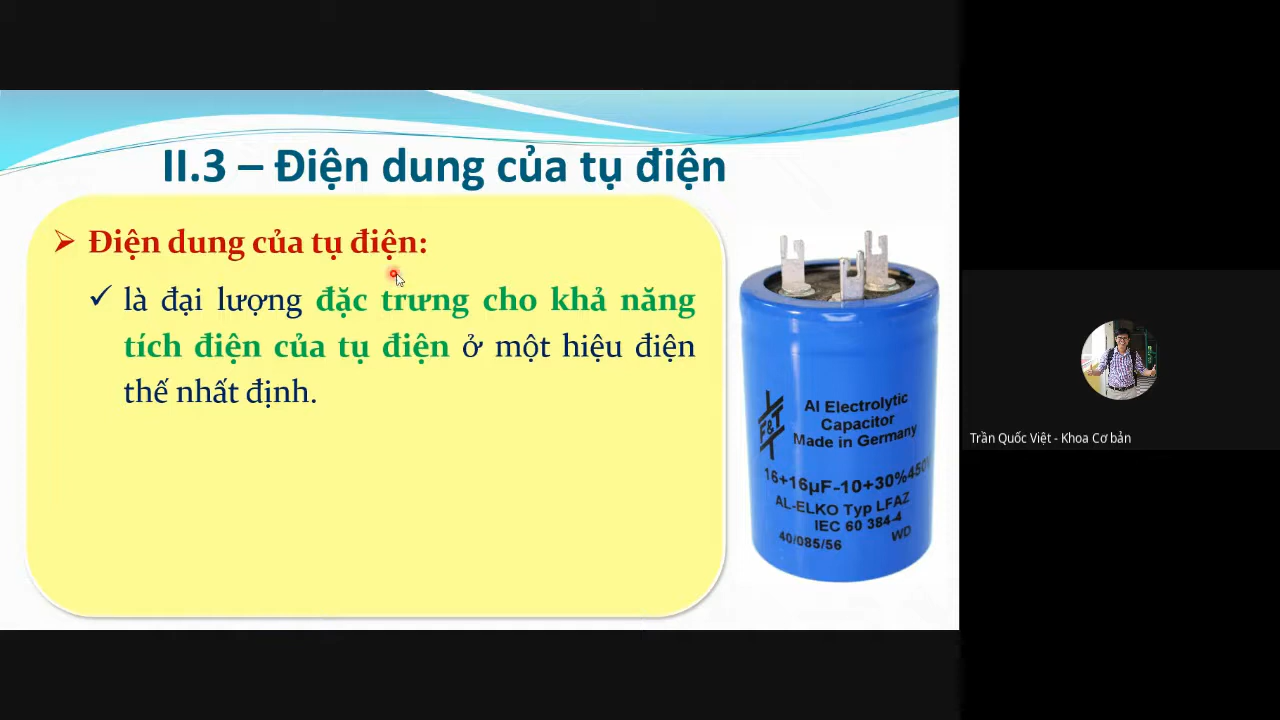 II.3 – Điện dung của tụ điện
Điện dung của tụ điện:
là đại lượng đặc trưng cho khả năng
tích điện của tụ điện ở một hiệu điện
thế nhất định.
F&T
Al Electrolytic
Capacitor
Made in Germany
16+16µF-10+30%450V
AL-ELKO Typ LFAZ
IEC 60 384-4
40/085/56 WD
Trần Quốc Việt - Khoa Cơ bản